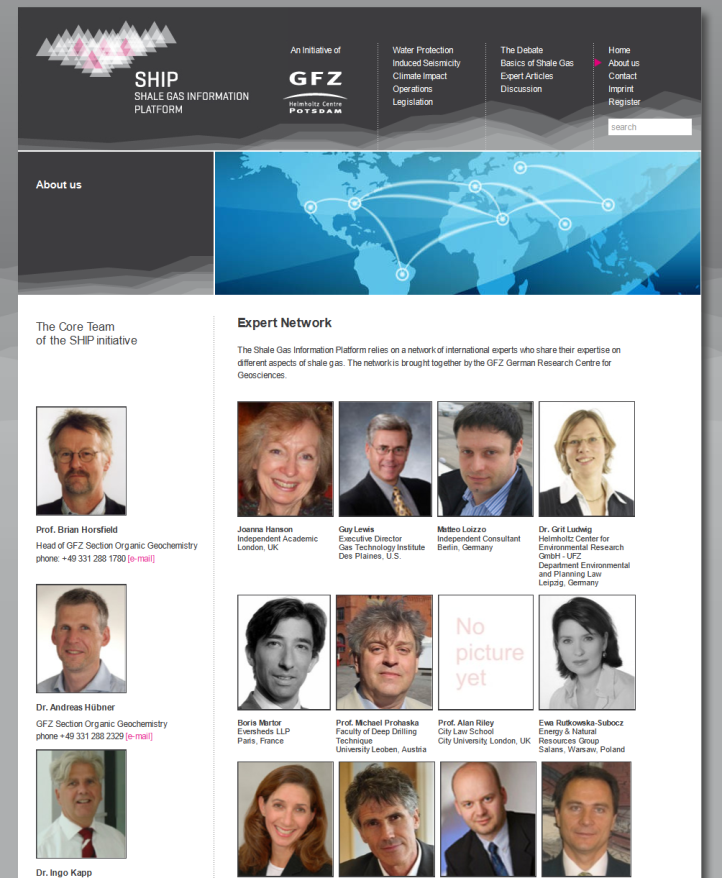 SHIP
SHALE GAS INFORMATION
PLATFORM
An Initiative of
GFZ
Helmholtz Centre
POTSDAM
Water Protection
Induced Seismicity
Climate Impact
Operations
Legislation
The Debate
Basics of Shale Gas
Expert Articles
Discussion
Home
About us
Contact
Imprint
Register
search
About us
The Core Team
of the SHIP initiative
Prof. Brian Horsfield
Head of GFZ Section Organic Geochemistry
phone: +49 331 288 1780 [e-mail]
Dr. Andreas Hübner
GFZ Section Organic Geochemistry
phone +49 331 288 2329 [e-mail]
Dr. Ingo Kapp
Expert Network
The Shale Gas Information Platform relies on a network of international experts who share their expertise on
different aspects of shale gas. The network is brought together by the GFZ German Research Centre for
Geosciences.
Joanna Hanson
Independent Academic
London, UK
Guy Lewis
Executive Director
Gas Technology Institute
Des Plaines, U.S.
Matteo Loizzo
Independent Consultant
Berlin, Germany
Dr. Grit Ludwig
Helmholtz Center for
Environmental Research
GmbH - UFZ
Department Environmental
and Planning Law
Leipzig, Germany
Boris Martor
Eversheds LLP
Paris, France
Prof. Michael Prohaska
Faculty of Deep Drilling
Technique
University Leoben, Austria
No
picture
yet
Prof. Alan Riley
City Law School
City University, London, UK
Ewa Rutkowska-Subocz
Energy & Natural
Resources Group
Salans, Warsaw, Poland